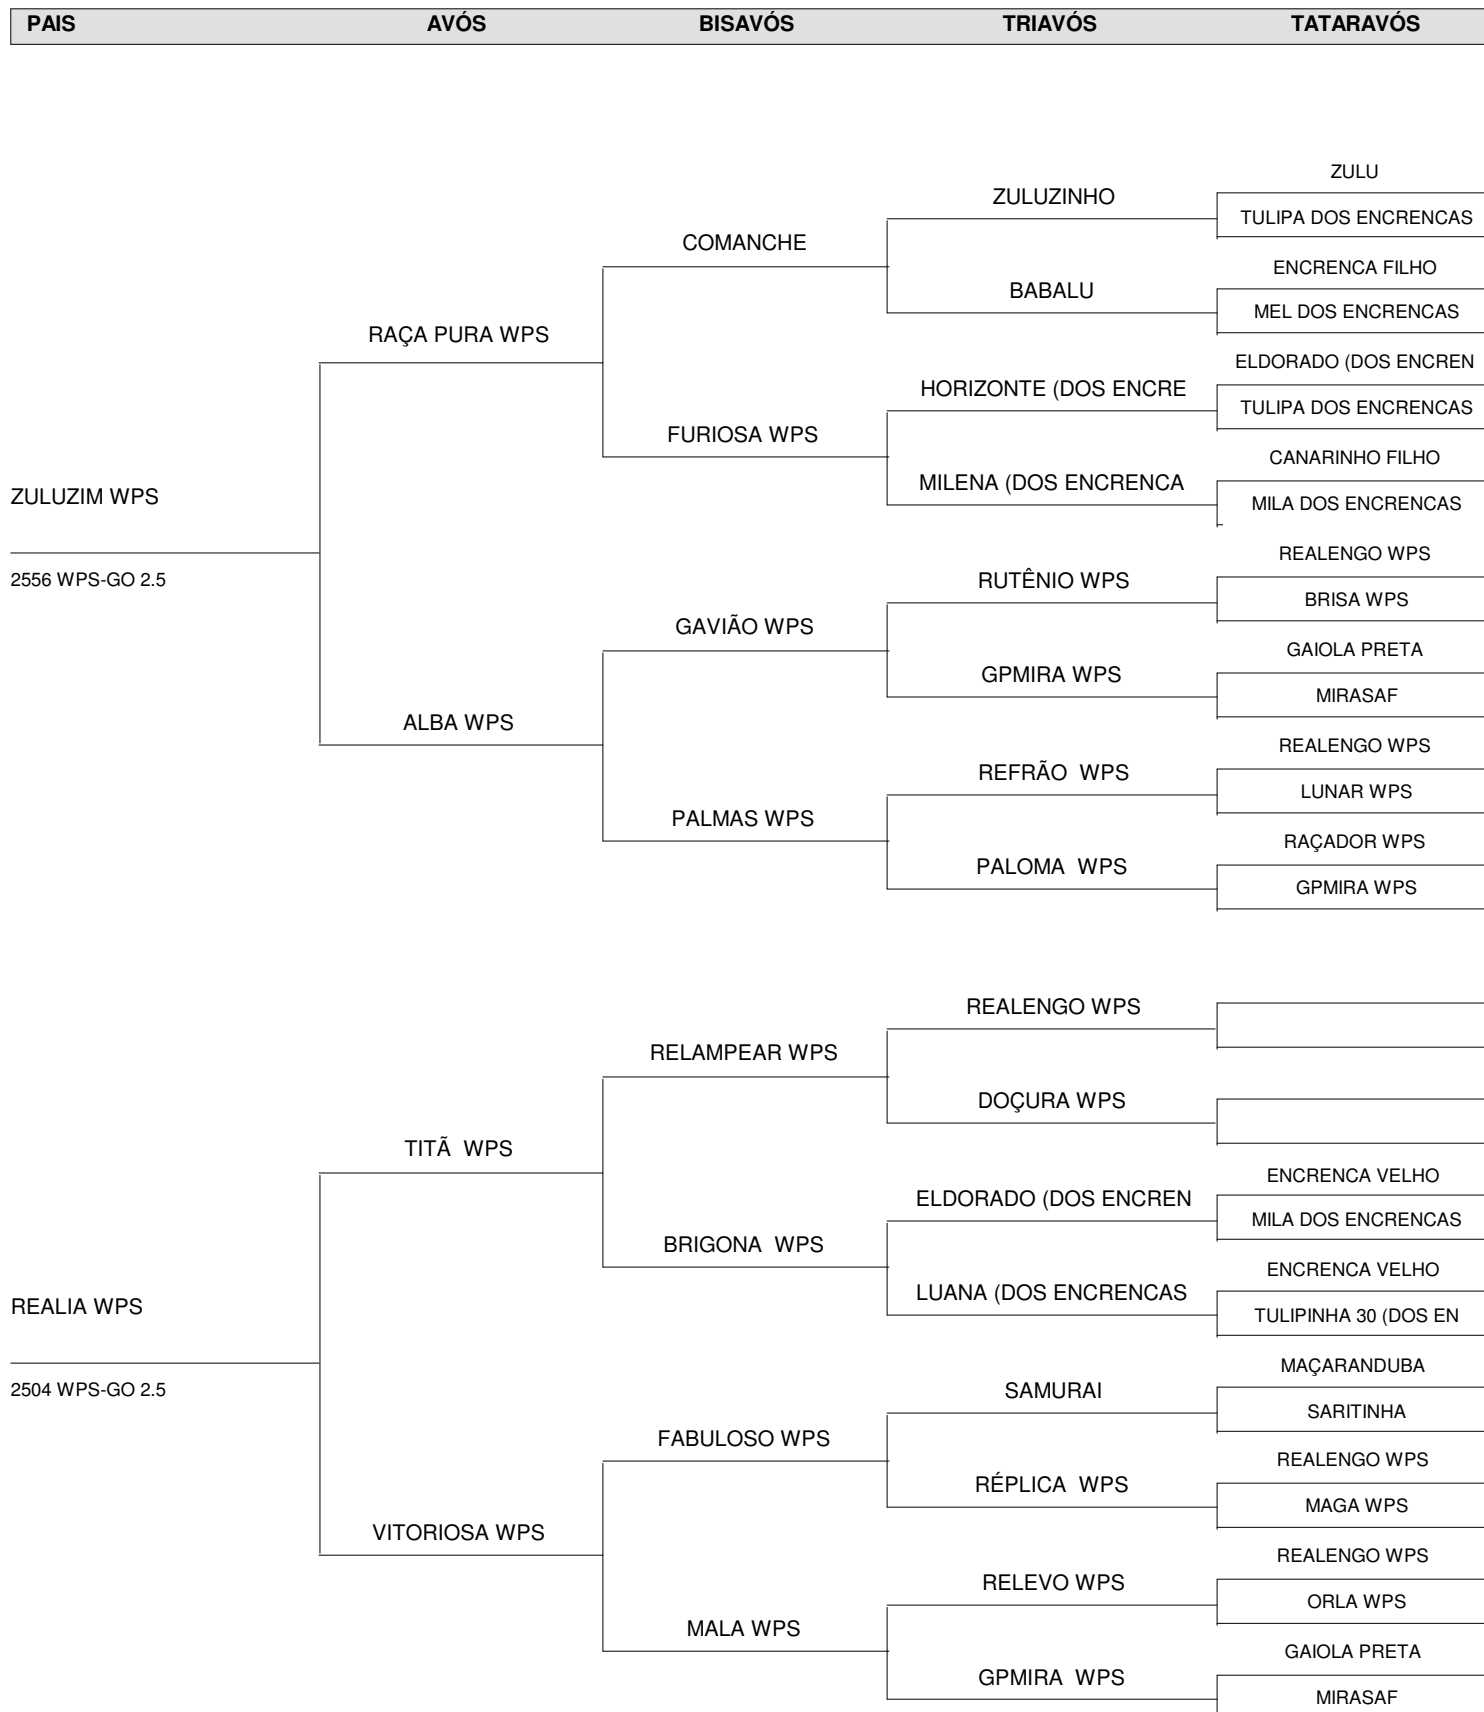 PAIS AVÓS BISAVÓS TRIAVÓS TATARAVÓS
ZULU
ZULUZINHO
TULIPA DOS ENCRENCAS
COMANCHE
ENCRENCA FILHO
BABALU
MEL DOS ENCRENCAS
RAÇA PURA WPS
ELDORADO (DOS ENCREN
HORIZONTE (DOS ENCRE
TULIPA DOS ENCRENCAS
FURIOSA WPS
CANARINHO FILHO
MILENA (DOS ENCRENCA
ZULUZIM WPS
MILA DOS ENCRENCAS
REALENGO WPS
2556 WPS-GO 2.5
RUTÊNIO WPS
BRISA WPS
GAVIÃO WPS
GAIOLA PRETA
GPMIRA WPS
MIRASAF
ALBA WPS
REALENGO WPS
REFRÃO  WPS
LUNAR WPS
PALMAS WPS
RAÇADOR WPS
PALOMA  WPS
GPMIRA WPS
REALENGO WPS
RELAMPEAR WPS
DOÇURA WPS
TITÃ  WPS
ENCRENCA VELHO
ELDORADO (DOS ENCREN
MILA DOS ENCRENCAS
BRIGONA  WPS
ENCRENCA VELHO
LUANA (DOS ENCRENCAS
REALIA WPS
TULIPINHA 30 (DOS EN
MAÇARANDUBA
2504 WPS-GO 2.5
SAMURAI
SARITINHA
FABULOSO WPS
REALENGO WPS
RÉPLICA  WPS
MAGA WPS
VITORIOSA WPS
REALENGO WPS
RELEVO WPS
ORLA WPS
MALA WPS
GAIOLA PRETA
GPMIRA  WPS
MIRASAF